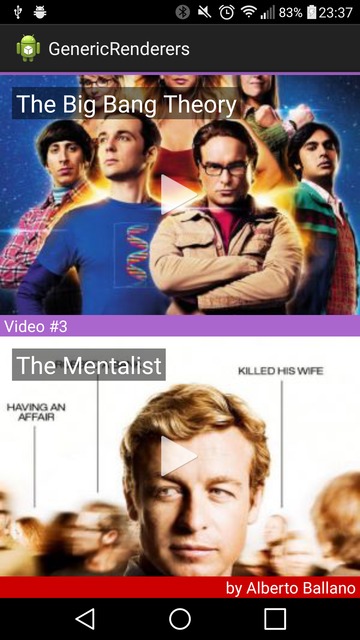 83% 23:37
GenericRenderers
The Big Bang Theory
Video #3
The Mentalist
KILLED HIS WIFE
HAVING AN
AFFAIR
by Alberto Ballano